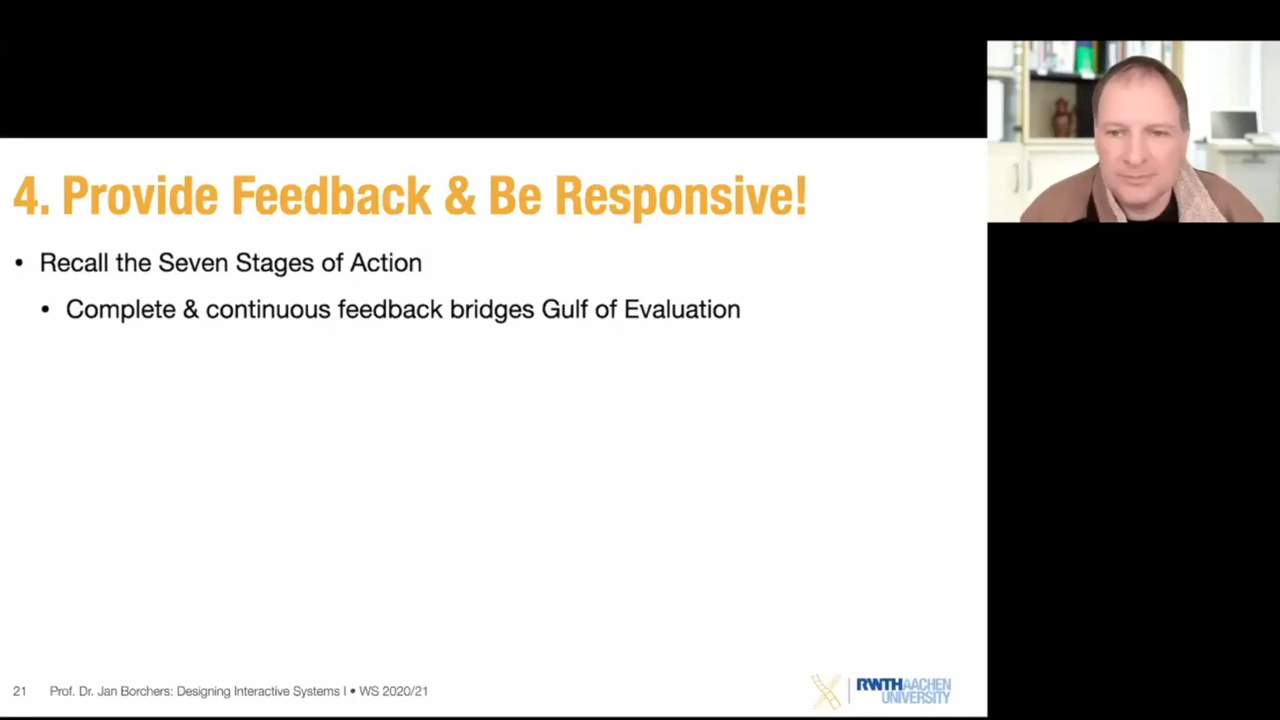 4. Provide Feedback & Be Responsive!
• Recall the Seven Stages of Action
• Complete & continuous feedback bridges Gulf of Evaluation
21 Prof. Dr. Jan Borchers: Designing Interactive Systems I • WS 2020/21
RWTHAACHEN
UNIVERSITY